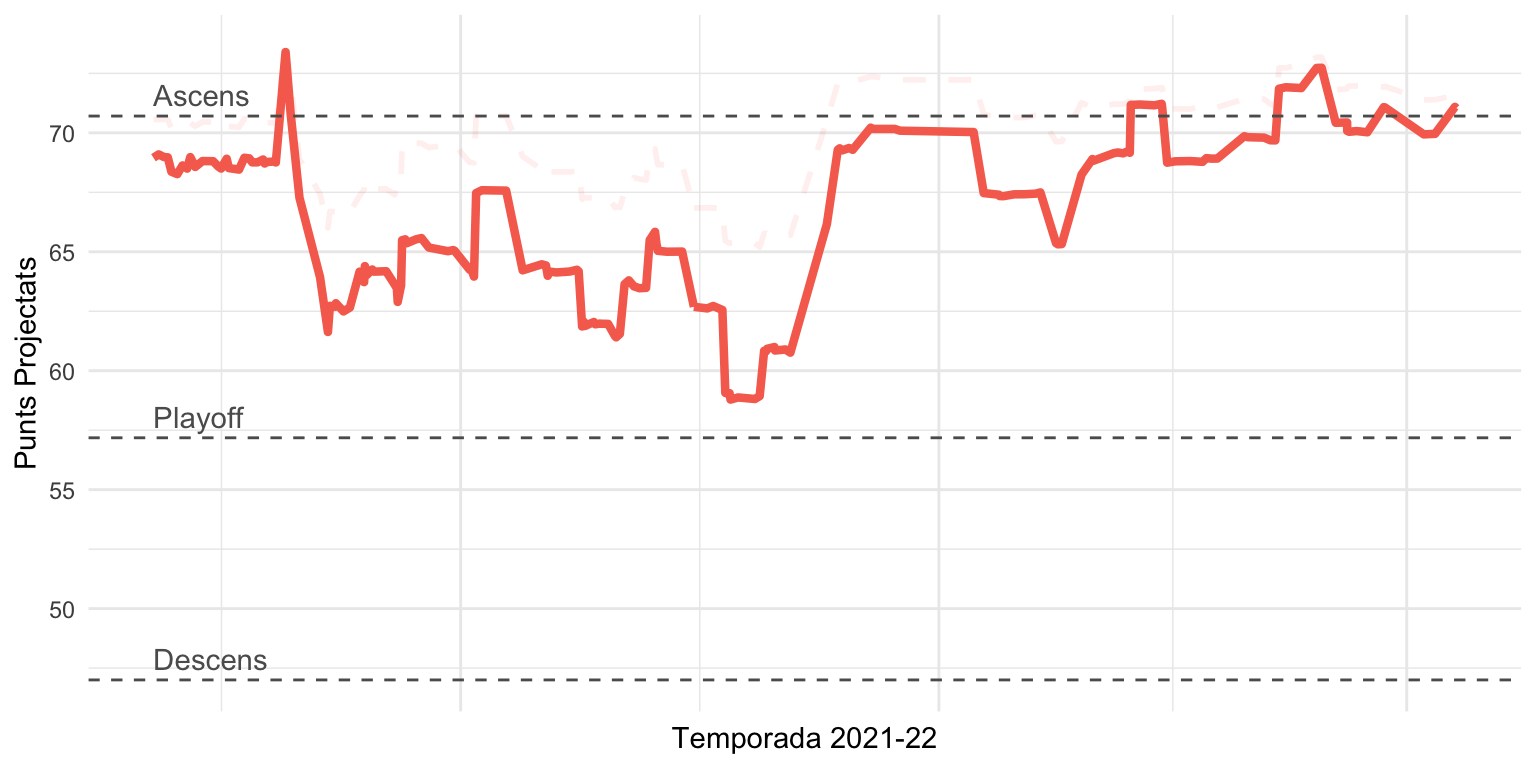 Ascens
70
65
Punts Projectats
60
Playoff
55
50
Descens
Temporada 2021-22